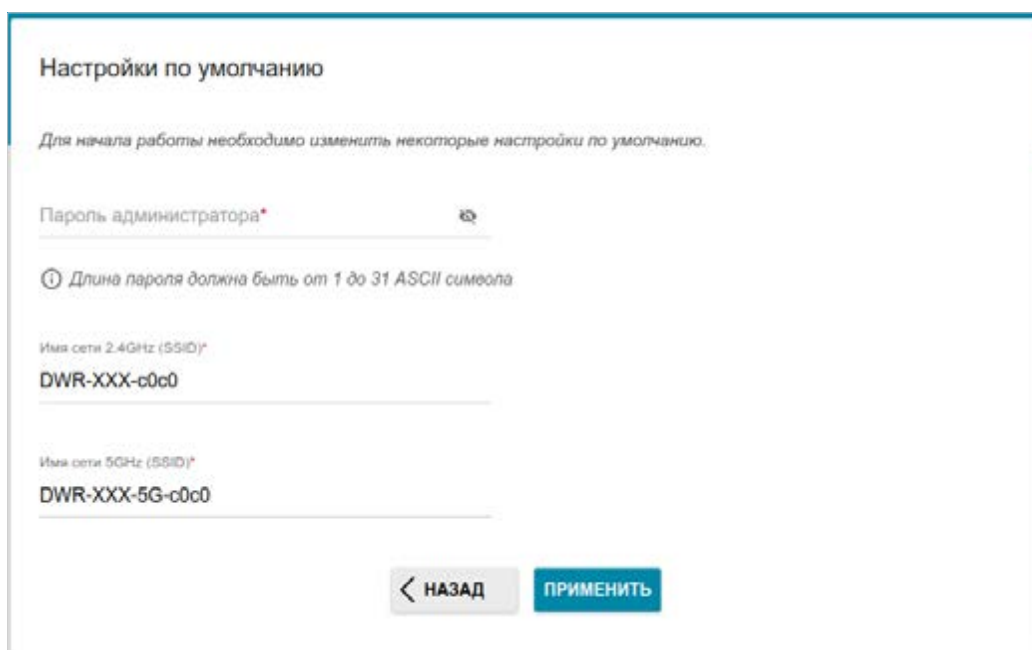 Настройки по умолчанию
Для начала работы необходимо изменить некоторые настройки по умолчанию.
Пароль администратора*
Длина пароля должна быть от 1 до 31 ASCII символа
Имя сети 2.4GHz (SSID)*
DWR-XXX-c0c0
Имя сети 5GHz (SSID)*
DWR-XXX-5G-c0c0
НАЗАД
ПРИМЕНИТЬ